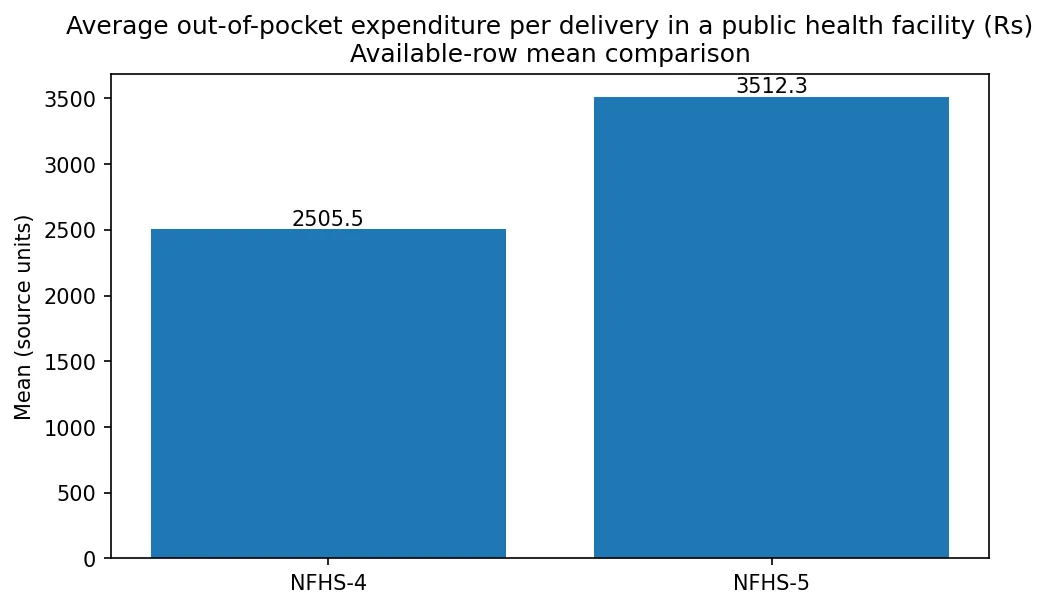 Average out-of-pocket expenditure per delivery in a public health facility (Rs)
Available-row mean comparison
Mean (source units)
3500
3000
2500
2000
1500
1000
500
0
2505.5
3512.3
NFHS-4
NFHS-5